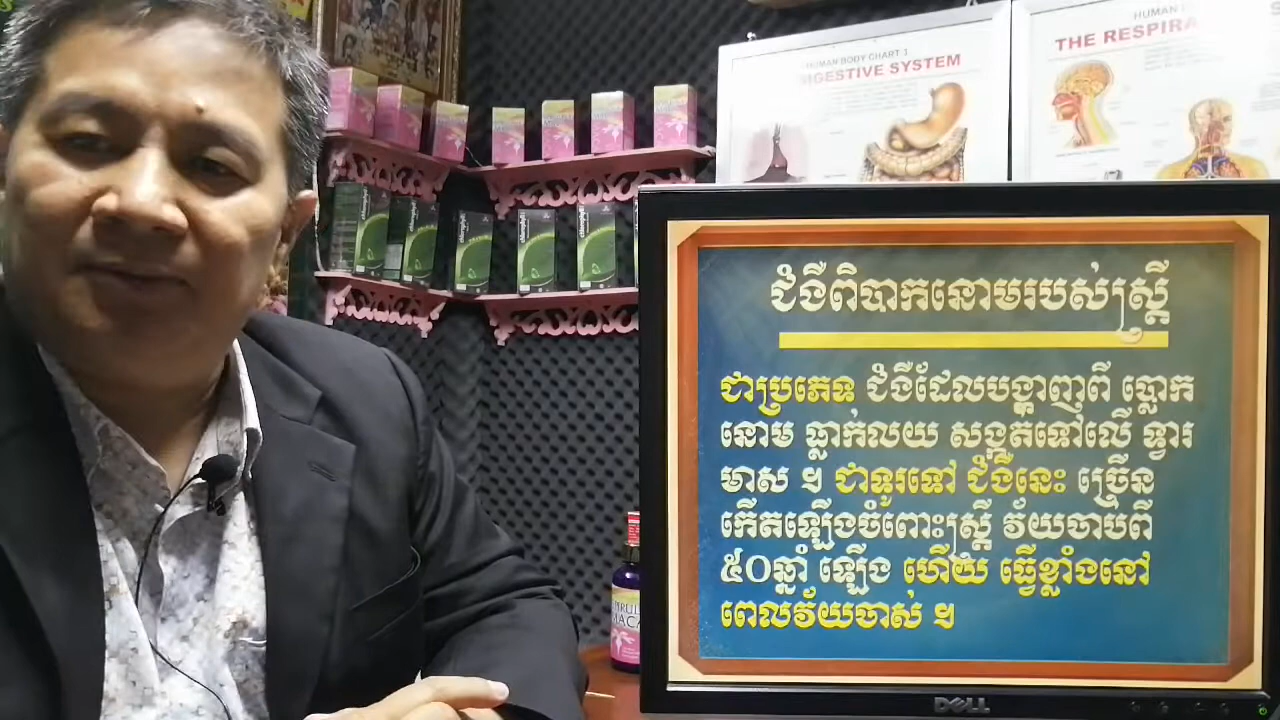 HUMAN BODY CHART 1
DIGESTIVE SYSTEM
HUMAN
THE RESPIRA
ជំងឺពិបាកនោមរបស់ស្ត្រី
ជាប្រភេទ ជំងឺដែលបង្ហាញពី ប្លោក
នោម ធ្លាក់លយ សង្កត់ទៅលើ ទ្វារ
មាស ។ ជាទូរទៅ ជំងឺនេះ ច្រើន
កើតឡើងចំពោះស្ត្រី វ័យចាប់ពី
៥០ឆ្នាំ ឡើង ហើយ ធ្វើខ្លាំងនៅ
ពេលវ័យចាស់ ។
MACA
DELL